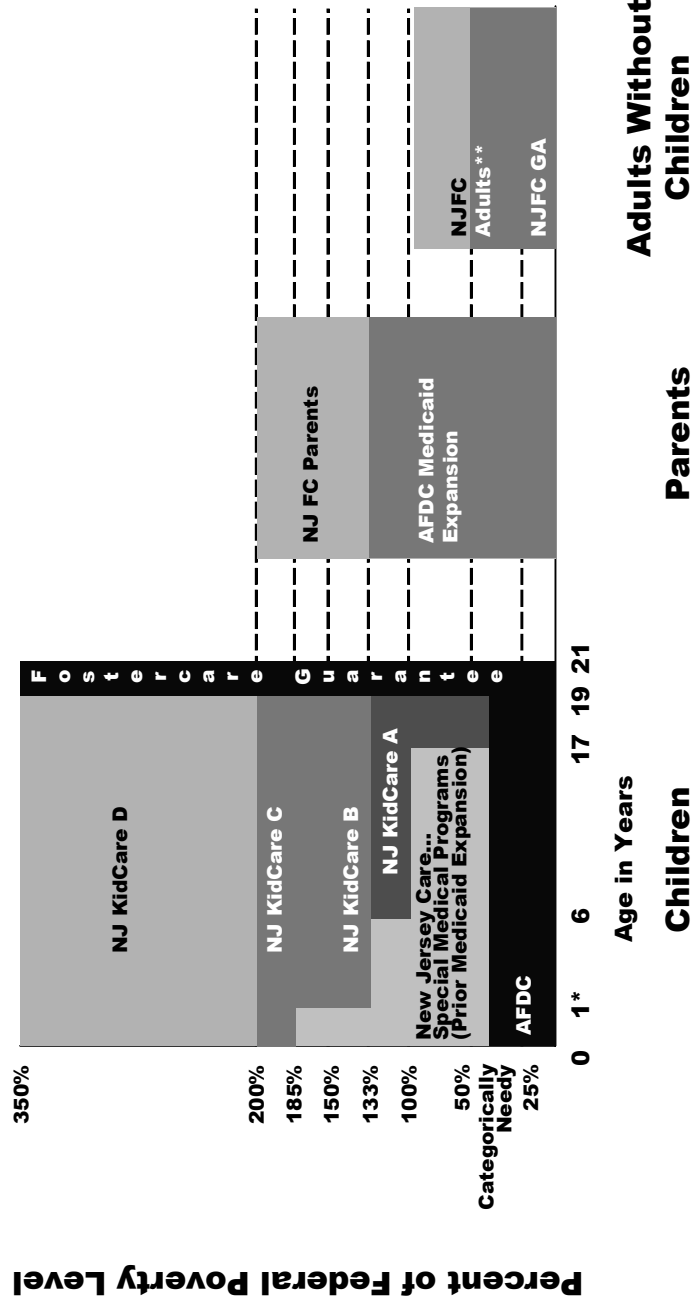 Percent of Federal Poverty Level
350%
200%
185%
150%
133%
100%
50%
Categorically
Needy
25%
NJ KidCare D
NJ KidCare C
NJ KidCare B
NJ KidCare A
New Jersey Care...
Special Medical Programs
(Prior Medicaid Expansion)
AFDC
Fostercare Guarantee
0 1* 6 17 19 21
Age in Years
Children
NJ FC Parents
AFDC Medicaid
Expansion
Parents
NJFC
Adults**
NJFC GA
Adults Without
Children